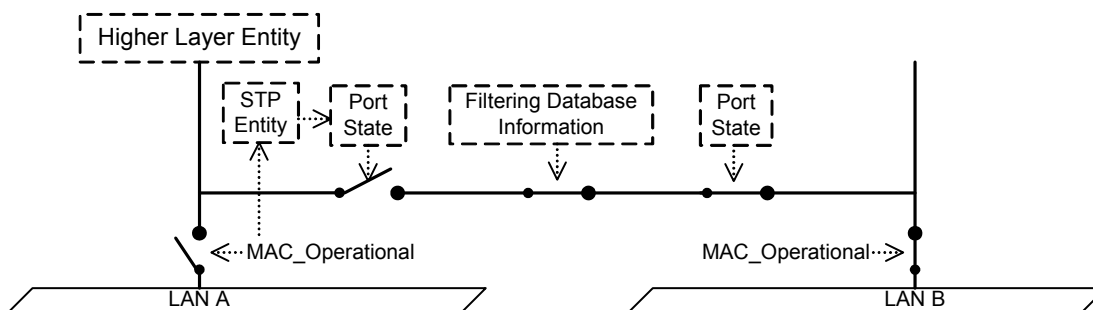 Higher Layer Entity
STP
Entity
Port
State
Filtering Database
Information
Port
State
MAC_Operational
MAC_Operational
LAN A
LAN B